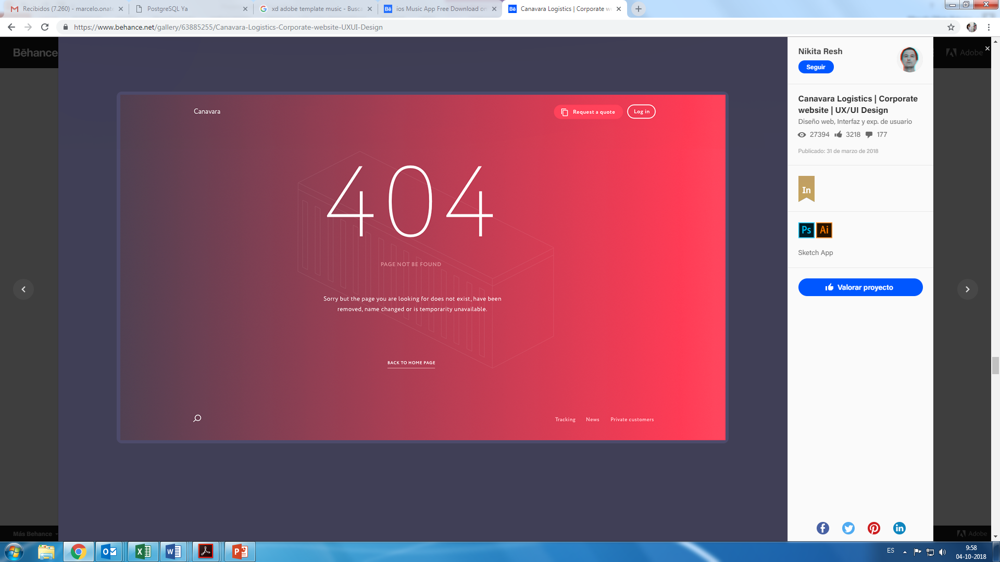 Recibidos (7.260) - marcelo.onate
PostgreSQL Ya
xd adobe template music - Busca
Bē
ios Music App Free Download on
Bē
Canavara Logistics | Corporate we
https://www.behance.net/gallery/63885255/Canavara-Logistics-Corporate-website-UXUI-Design
Bēhance
Adobe
Nikita Resh
Seguir
Canavara Logistics | Corporate
website | UX/UI Design
Diseño web, Interfaz y exp. de usuario
27394
3218
177
Publicado: 31 de marzo de 2018
In
Ps
Ai
Sketch App
Valorar proyecto
Canavara
Request a quote
Log in
404
PAGE NOT BE FOUND
Sorry but the page you are looking for does not exist, have been
removed, name changed or is temporarity unavailable.
BACK TO HOME PAGE
Tracking
News
Private customers
Más Behance
Adobe
ES
9:58
04-10-2018